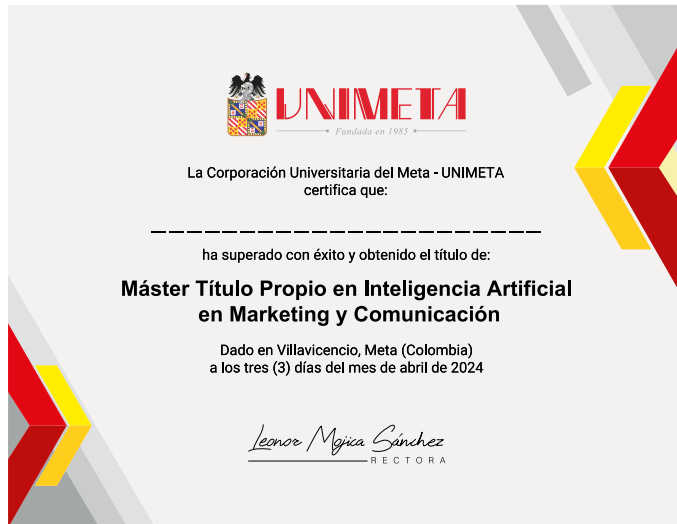 UNIMETA
Fundada en 1985
La Corporación Universitaria del Meta - UNIMETA
certifica que:
ha superado con éxito y obtenido el título de:
Máster Título Propio en Inteligencia Artificial
en Marketing y Comunicación
Dado en Villavicencio, Meta (Colombia)
a los tres (3) días del mes de abril de 2024
Leonor Mojica Sánchez
RECTORA